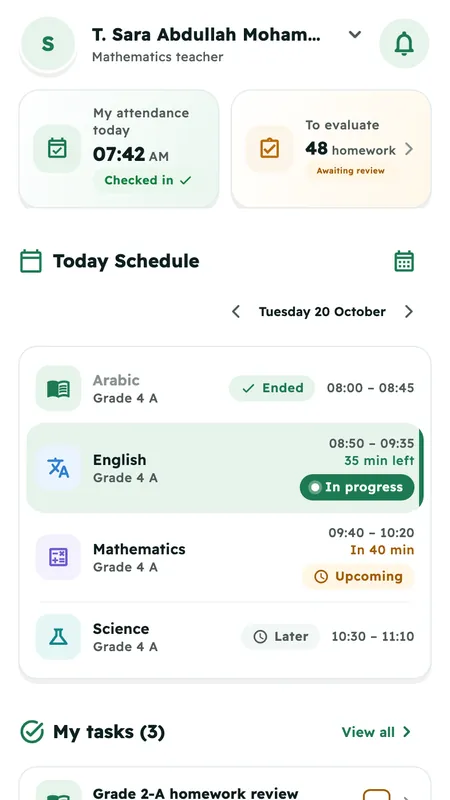 S
T. Sara Abdullah Moham...
Mathematics teacher
My attendance
today
07:42 AM
Checked in
To evaluate
48 homework
Awaiting review
Today Schedule
Tuesday 20 October
Arabic
Grade 4 A
Ended
08:00 – 08:45
English
Grade 4 A
08:50 – 09:35
35 min left
In progress
Mathematics
Grade 4 A
09:40 – 10:20
In 40 min
Upcoming
Science
Grade 4 A
Later
10:30 – 11:10
My tasks (3)
View all
Grade 2-A homework review